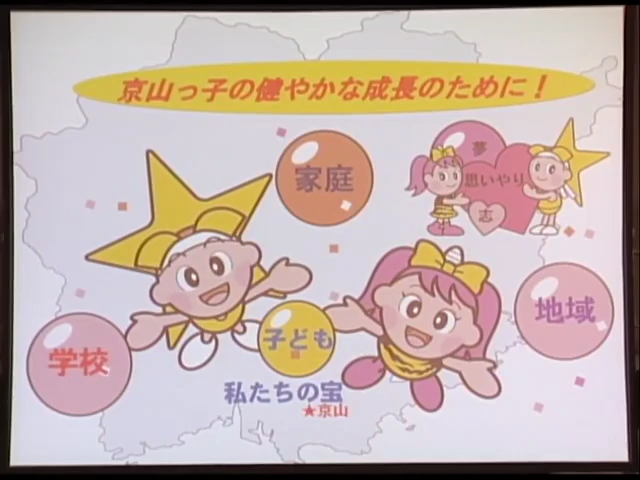 京山っ子の健やかな成長のために！
家庭
夢
思いやり
志
学校
子ども
地域
私たちの宝
★京山